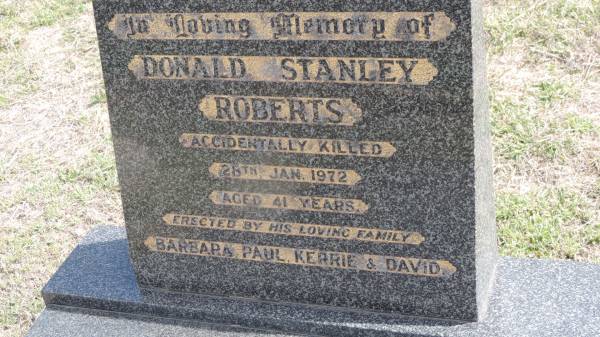 In Loving Memory of
DONALD STANLEY
ROBERTS
ACCIDENTALLY KILLED
28TH JAN. 1972
AGED 41 YEARS.
ERECTED BY HIS LOVING FAMILY
BARBARA PAUL, KERRIE & DAVID